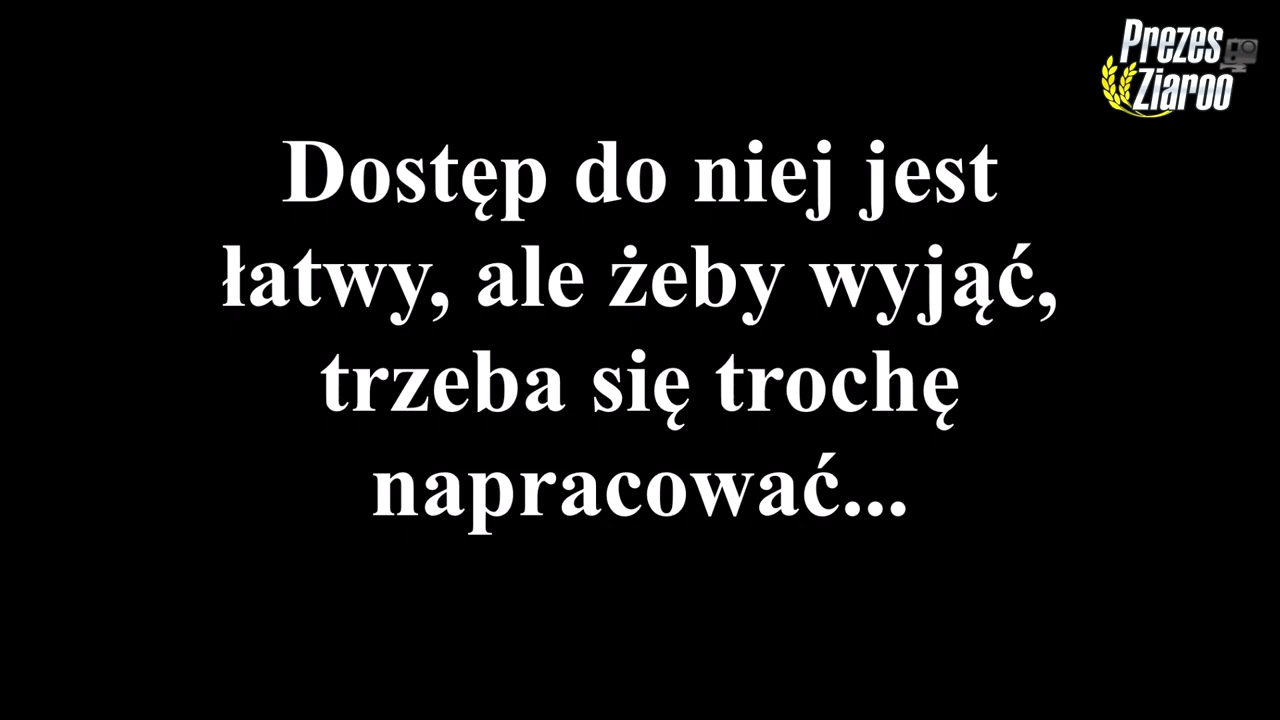 Prezes
Ziaroo
Dostęp do niej jest
łatwy, ale żeby wyjąć,
trzeba się trochę
napracować...